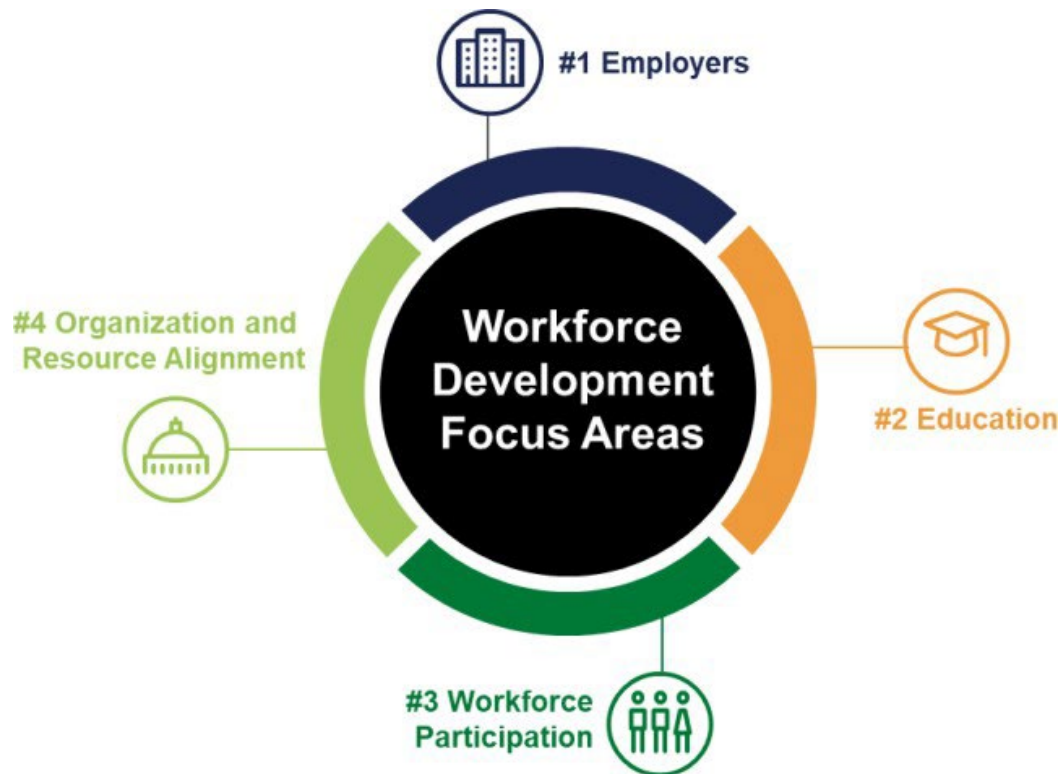 #1 Employers
Workforce
Development
Focus Areas
#2 Education
#3 Workforce
Participation
#4 Organization and
Resource Alignment